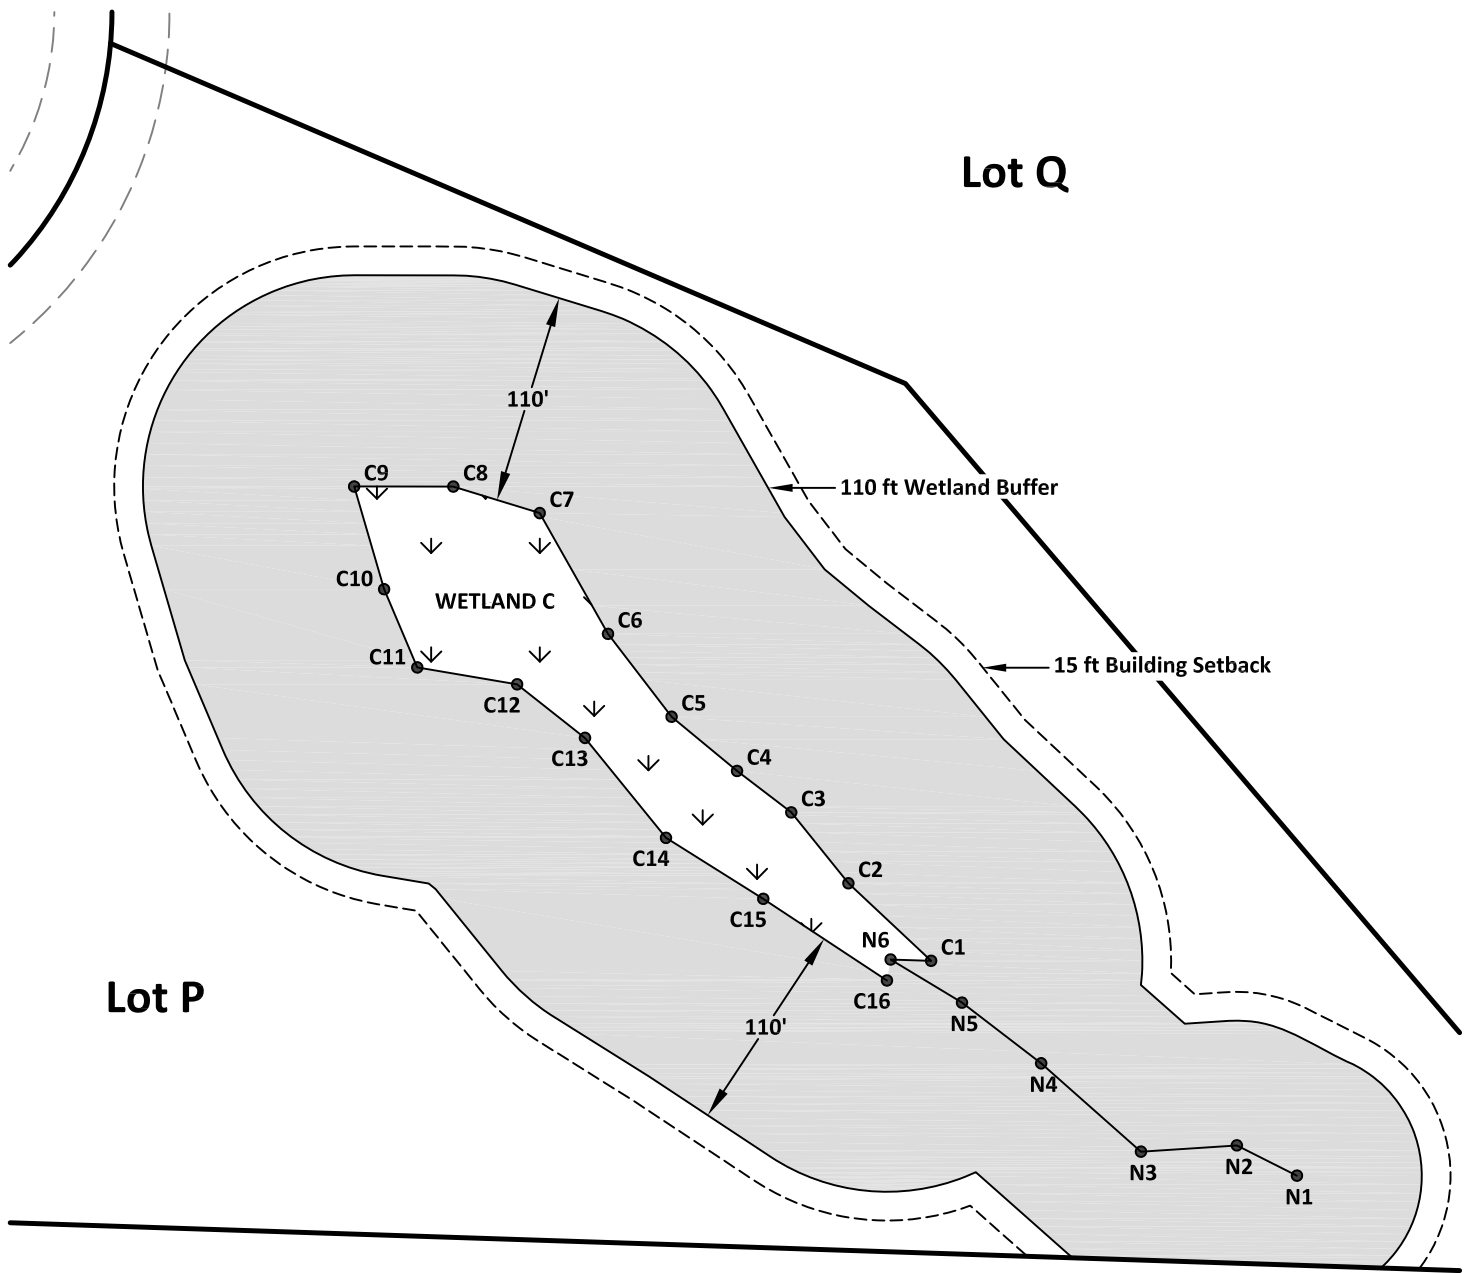 Lot Q
110'
C9
C8
110 ft Wetland Buffer
C7
C10
WETLAND C
C6
C11
15 ft Building Setback
C12
C5
C13
C4
C3
C14
C2
C15
N6
C1
Lot P
C16
N5
110'
N4
N3
N2
N1